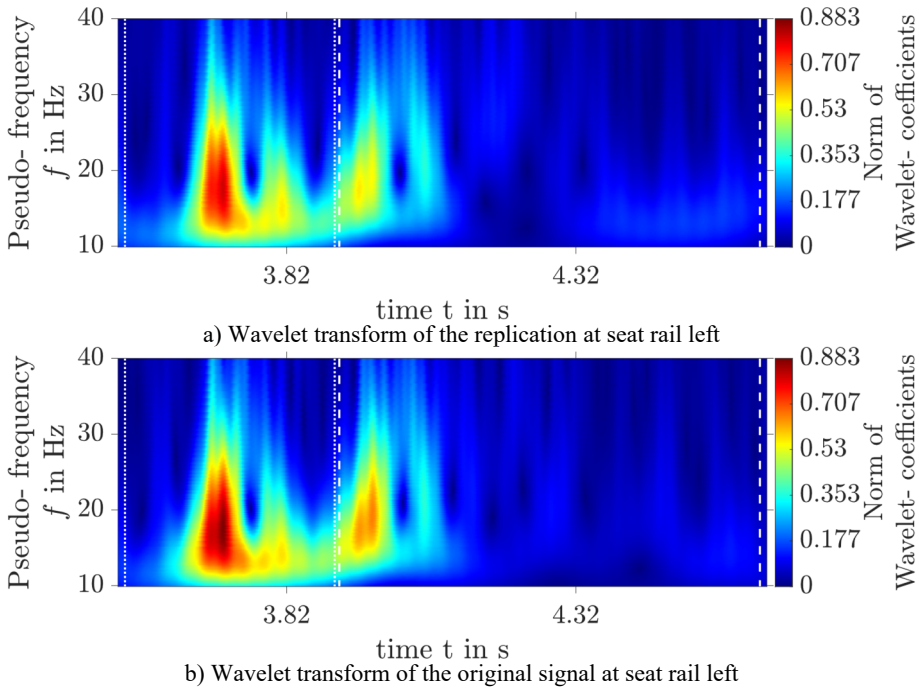 Pseudo- frequency
f in Hz
40
30
20
10
3.82
4.32
time t in s
0.883
0.707
0.53
0.353
0.177
0
Norm of
Wavelet- coefficients
a) Wavelet transform of the replication at seat rail left
Pseudo- frequency
f in Hz
40
30
20
10
3.82
4.32
time t in s
0.883
0.707
0.53
0.353
0.177
0
Norm of
Wavelet- coefficients
b) Wavelet transform of the original signal at seat rail left